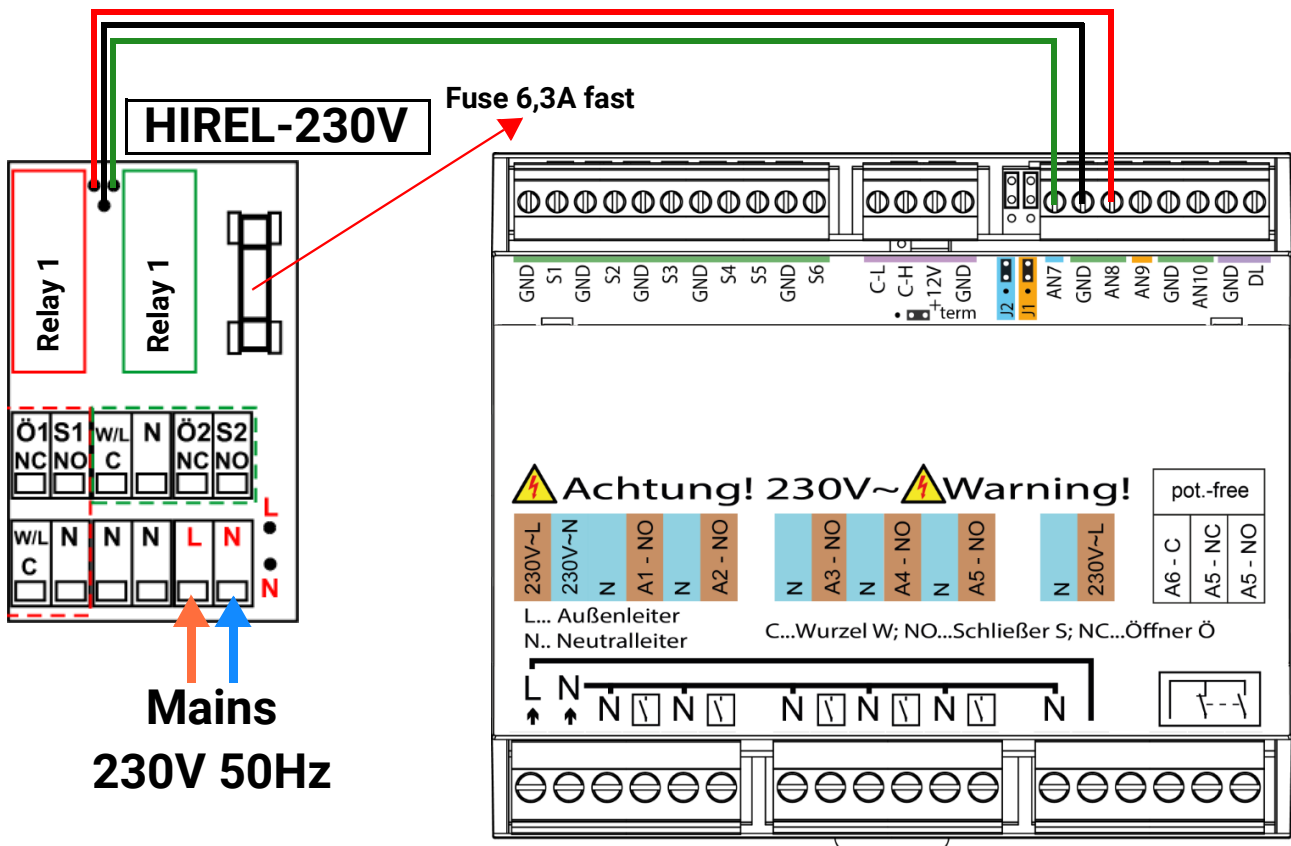 Fuse 6,3A fast
HIREL-230V
Relay 1
Relay 1
GND S1 GND S2 GND S3 GND S4 S5 GND S6
C-L C-H +12V GND
term
J2 J1
AN7 GND AN8 AN9 GND AN10 GND DL
Ö1 S1 W/L N Ö2 S2
NC NO C NC NO
L
W/L N N N L N
C
N
Mains
230V 50Hz
Achtung! 230V~ Warning!
pot.-free
230V~L 230V~N N A1 - NO N A2 - NO
N A3 - NO N A4 - NO N A5 - NO
N 230V~L
A6 - C A5 - NC A5 - NO
L... Außenleiter
N.. Neutralleiter
C...Wurzel W; NO...Schließer S; NC...Öffner Ö
L N
N N N N N N